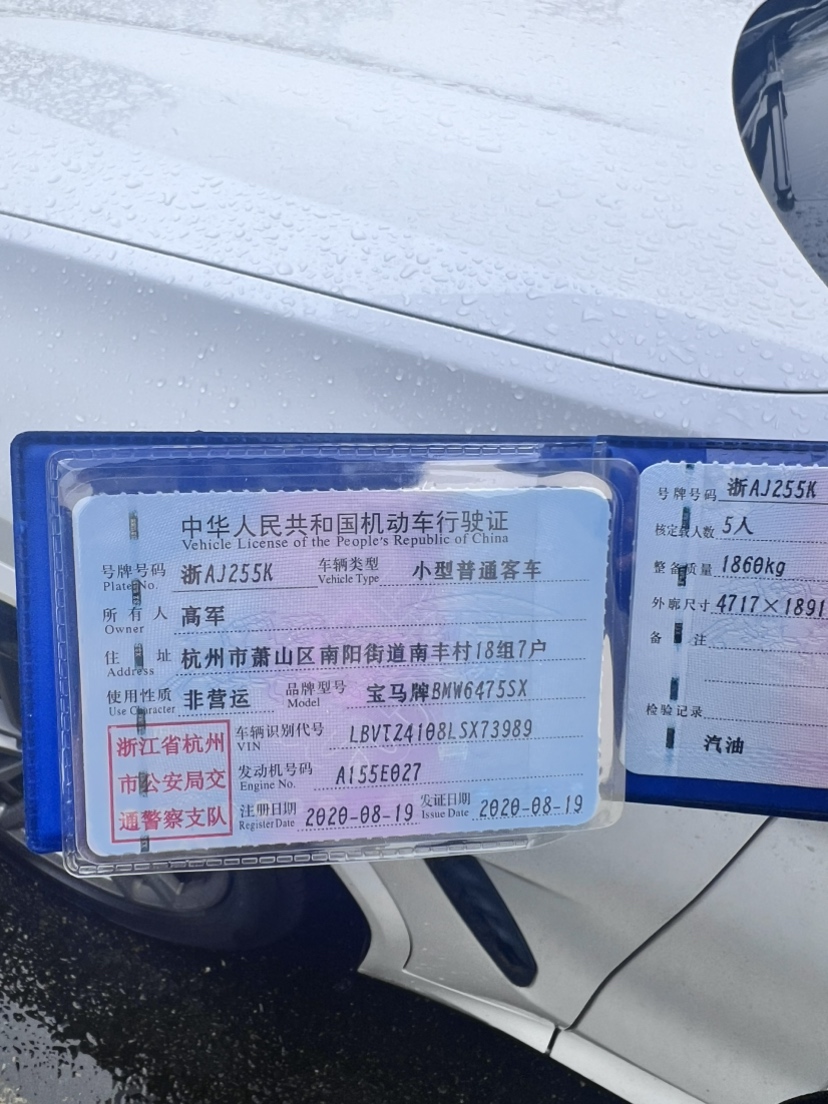 中华人民共和国机动车行驶证
Vehicle License of the People's Republic of China
号牌号码 浙AJ255K 车辆类型 小型普通客车
Plate No. Vehicle Type
所有人 高军
Owner
住址 杭州市萧山区南阳街道南丰村18组7户
Address
使用性质 非营运 品牌型号 宝马牌BMW6475SX
Use Character Model
浙江省杭州
市公安局交
通警察支队
车辆识别代号 LBVTZ4108LSX73989
VIN
发动机号码 A155E027
Engine No.
注册日期 2020-08-19 发证日期 2020-08-19
Register Date Issue Date
号牌号码 浙AJ255K
核定载人数 5人
整备质量 1860kg
外廓尺寸 4717×1891
备注
检验记录
汽油